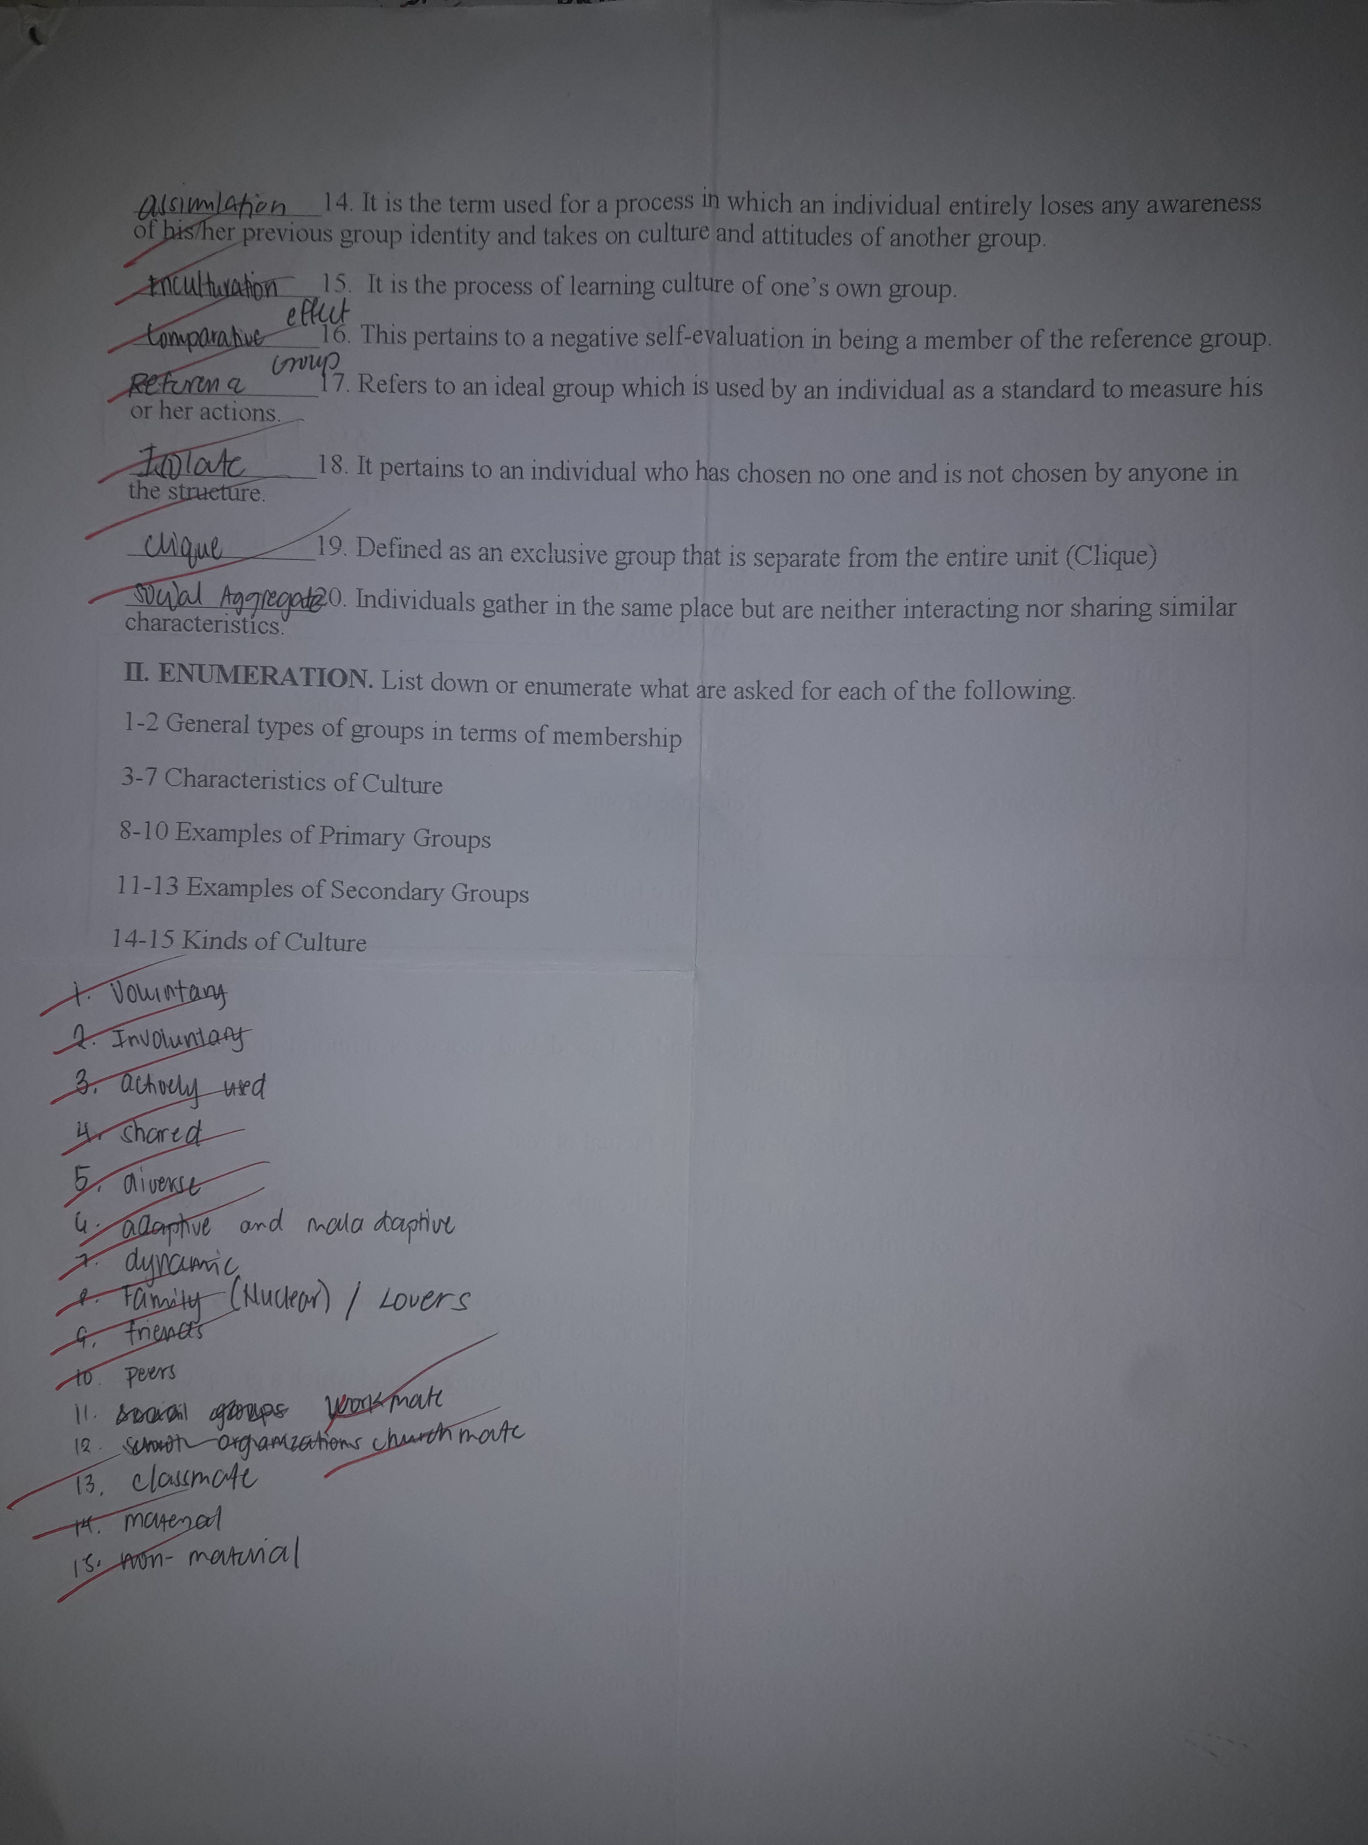 assimilation 14. It is the term used for a process in which an individual entirely loses any awareness
of his/her previous group identity and takes on culture and attitudes of another group.
Inculturation 15. It is the process of learning culture of one's own group.
effect
Comparative 16. This pertains to a negative self-evaluation in being a member of the reference group.
Group
17. Refers to an ideal group which is used by an individual as a standard to measure his
or her actions.
Isolate 18. It pertains to an individual who has chosen no one and is not chosen by anyone in
the structure.
clique 19. Defined as an exclusive group that is separate from the entire unit (Clique)
Social Aggregate 20. Individuals gather in the same place but are neither interacting nor sharing similar
characteristics.
II. ENUMERATION. List down or enumerate what are asked for each of the following.
1-2 General types of groups in terms of membership
3-7 Characteristics of Culture
8-10 Examples of Primary Groups
11-13 Examples of Secondary Groups
14-15 Kinds of Culture
1. Voluntary
2. Involuntary
3. actively used
4. shared
5. diverse
6. adaptive and maladaptive
7. dynamic
8. Family (Nuclear) / Lovers
9. friends
10. peers
11. social groups workmate
12. school organizations churchmate
13. classmate
14. material
15. non-material